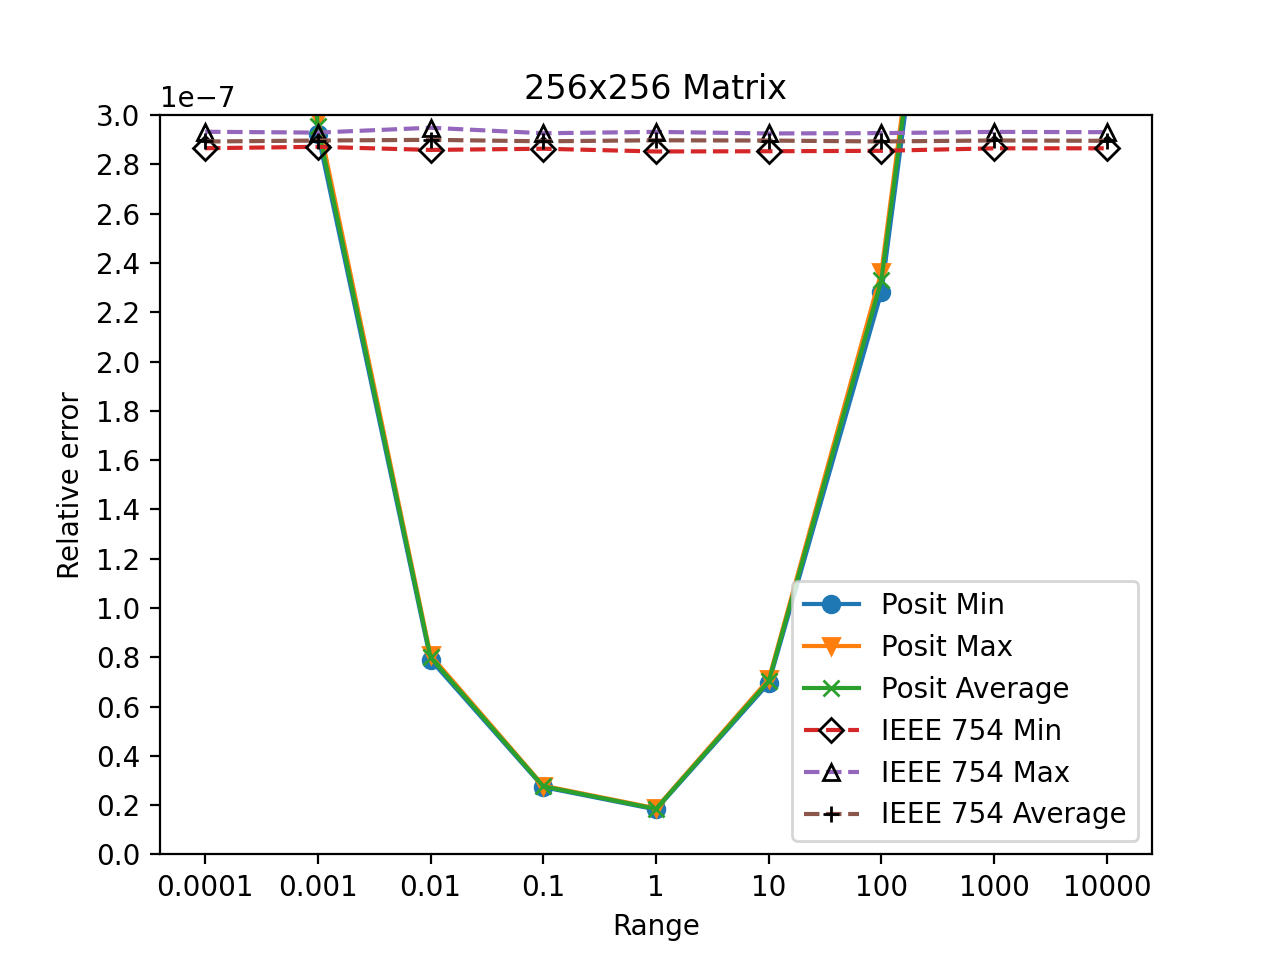 256x256 Matrix
1e−7
3.0
2.8
2.6
2.4
2.2
2.0
1.8
1.6
1.4
1.2
1.0
0.8
0.6
0.4
0.2
0.0
Relative error
Posit Min
Posit Max
Posit Average
IEEE 754 Min
IEEE 754 Max
IEEE 754 Average
0.0001 0.001 0.01 0.1 1 10 100 1000 10000
Range